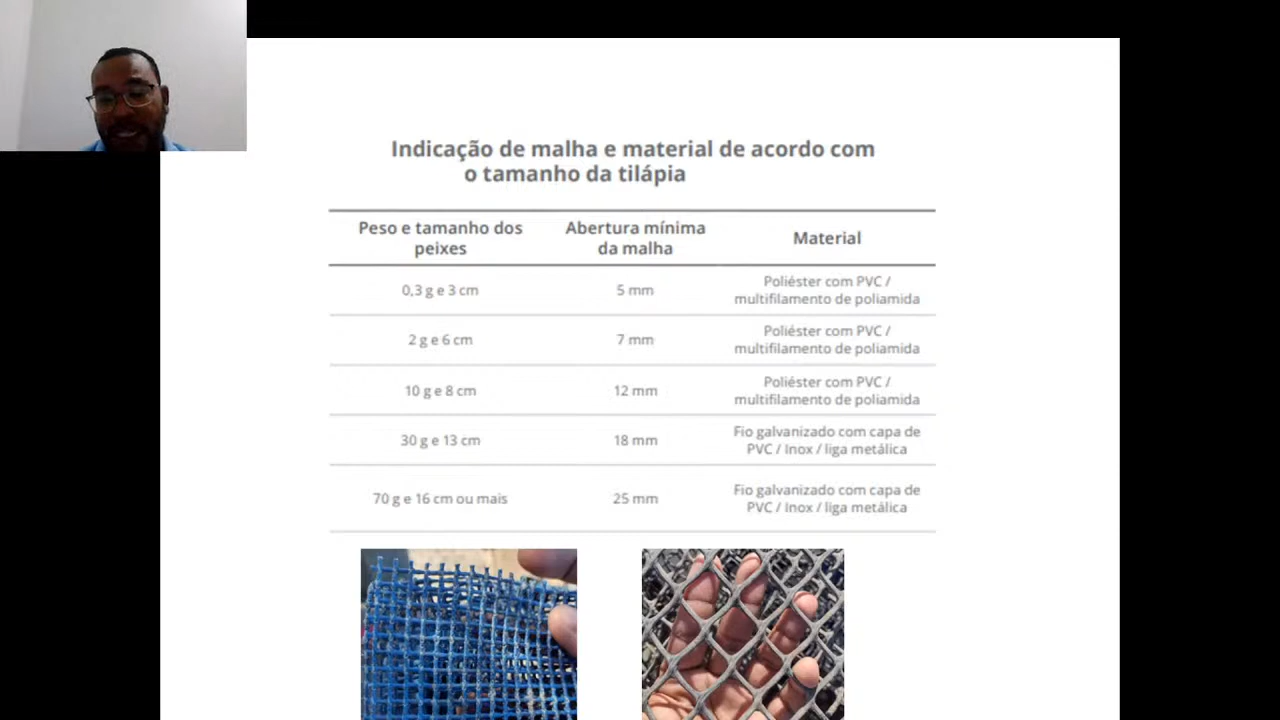 Indicação de malha e material de acordo com
o tamanho da tilápia
Peso e tamanho dos
peixes
Abertura mínima
da malha
Material
0,3 g e 3 cm
5 mm
Poliéster com PVC /
multifilamento de poliamida
2 g e 6 cm
7 mm
Poliéster com PVC /
multifilamento de poliamida
10 g e 8 cm
12 mm
Poliéster com PVC /
multifilamento de poliamida
30 g e 13 cm
18 mm
Fio galvanizado com capa de
PVC / Inox / liga metálica
70 g e 16 cm ou mais
25 mm
Fio galvanizado com capa de
PVC / Inox / liga metálica